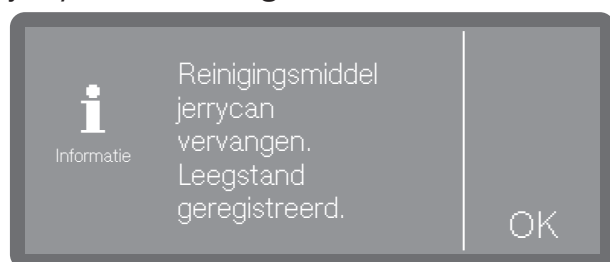 Informatie
Reinigingsmiddel
jerrycan
vervangen.
Leegstand
geregistreerd.
OK